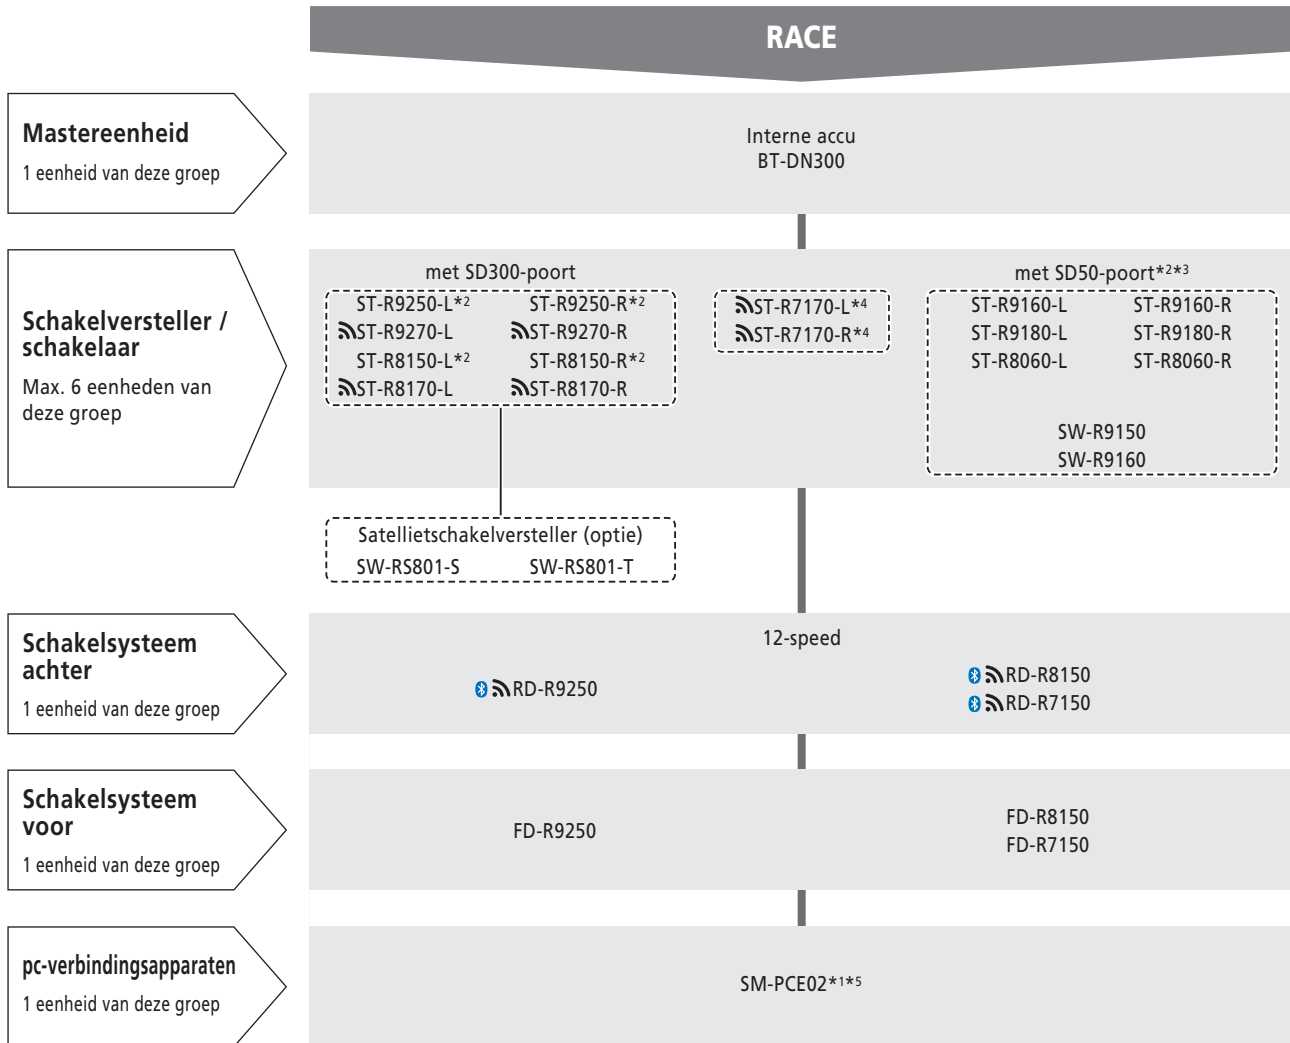 RACE
Mastereenheid
1 eenheid van deze groep
Interne accu
BT-DN300
Schakelversteller /
schakelaar
Max. 6 eenheden van
deze groep
met SD300-poort
ST-R9250-L*2 ST-R9250-R*2
ST-R9270-L ST-R9270-R
ST-R8150-L*2 ST-R8150-R*2
ST-R8170-L ST-R8170-R
ST-R7170-L*4
ST-R7170-R*4
met SD50-poort*2*3
ST-R9160-L ST-R9160-R
ST-R9180-L ST-R9180-R
ST-R8060-L ST-R8060-R
SW-R9150
SW-R9160
Satellietschakelversteller (optie)
SW-RS801-S SW-RS801-T
Schakelsysteem
achter
1 eenheid van deze groep
12-speed
RD-R9250
RD-R8150
RD-R7150
Schakelsysteem
voor
1 eenheid van deze groep
FD-R9250
FD-R8150
FD-R7150
pc-verbindingsapparaten
1 eenheid van deze groep
SM-PCE02*1*5